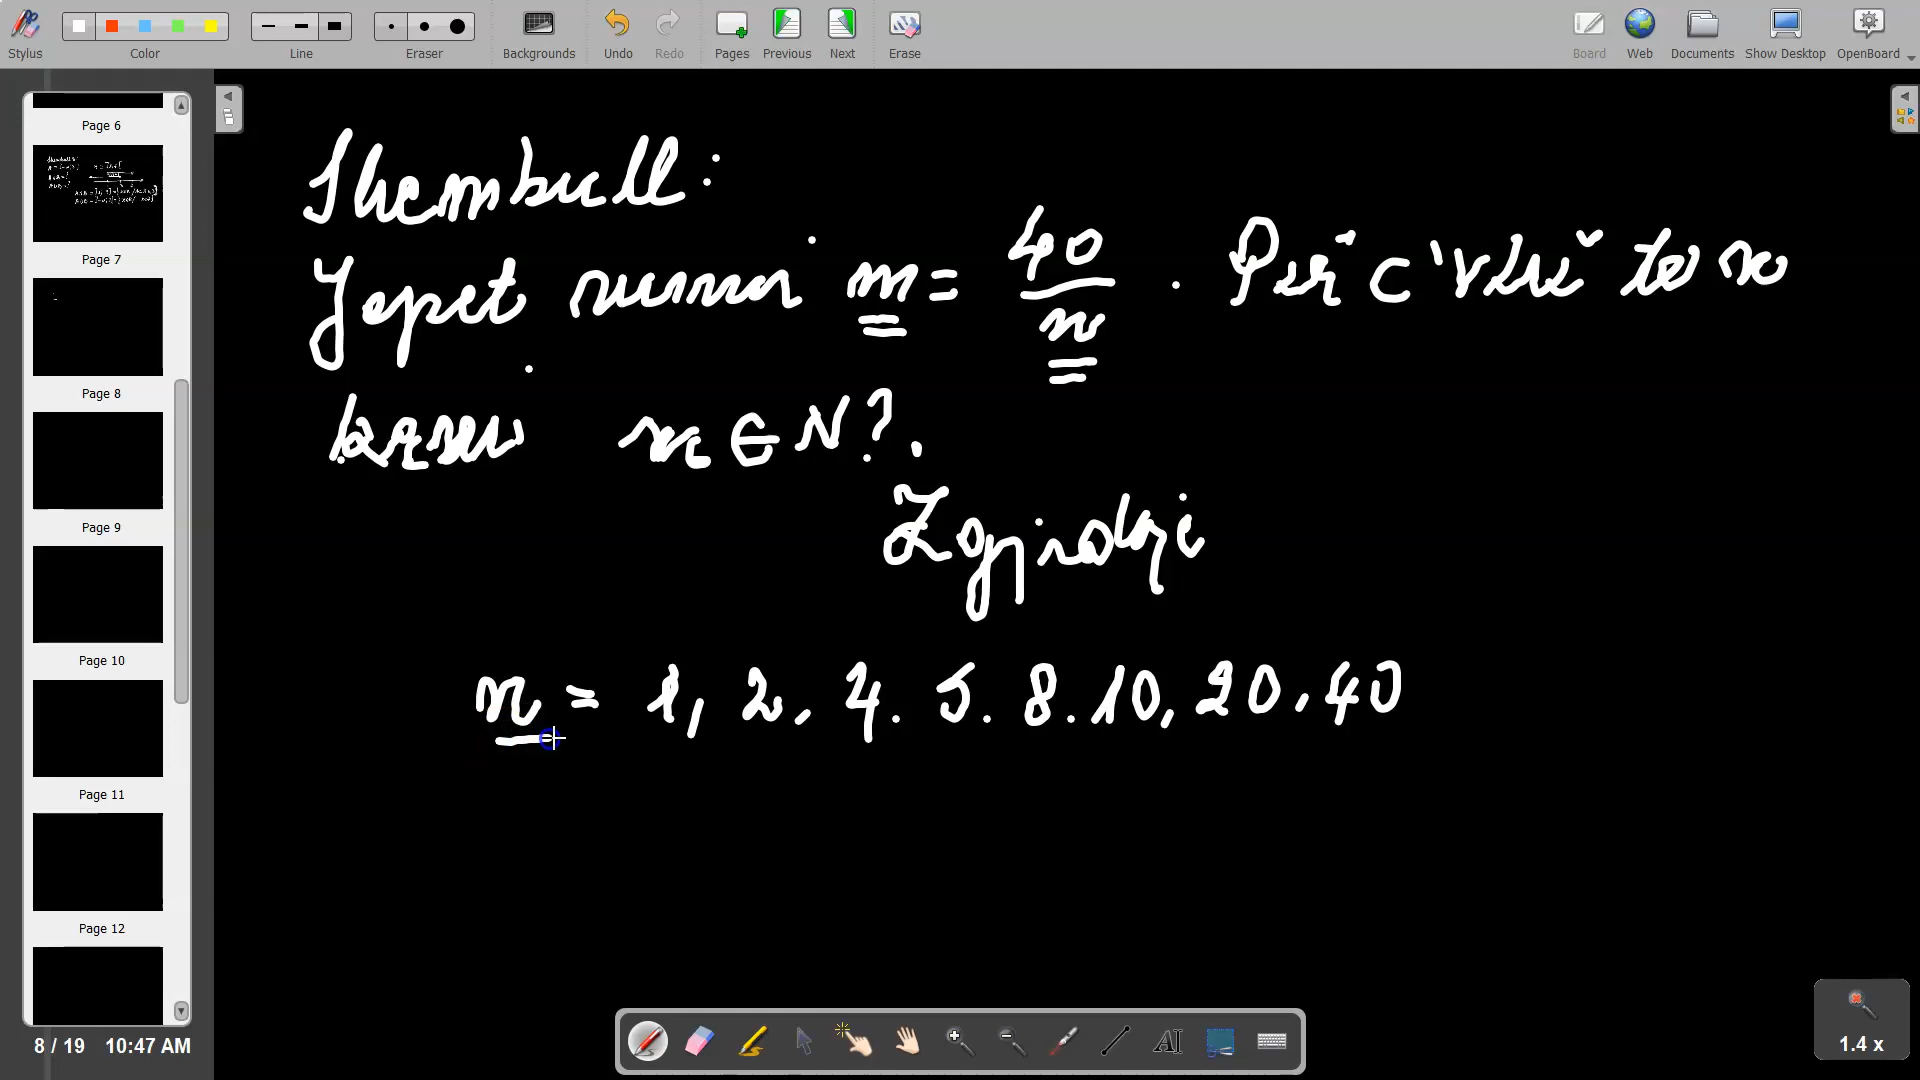 Stylus
Color
Line
Eraser
Backgrounds
Undo
Redo
Pages
Previous
Next
Erase
Board
Web
Documents
Show Desktop
OpenBoard
Page 6
Page 7
Page 8
Page 9
Page 10
Page 11
Page 12
8 / 19 10:47 AM
Shembull:
Jepet numri m = 40/n . Për ç'vlerë të n
kemi m ∈ N?.
Zgjidhje
n = 1, 2, 4. 5. 8. 10, 20, 40
1.4 x